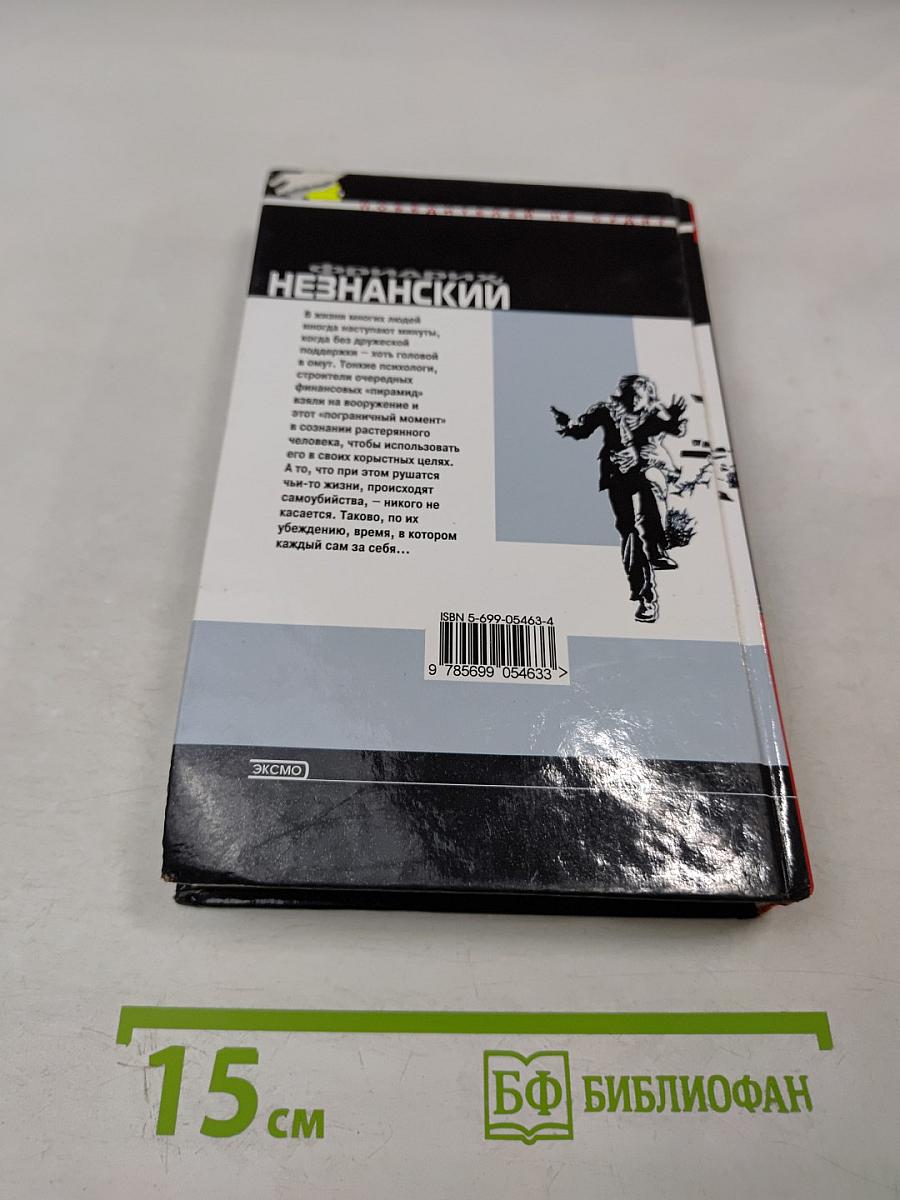 ПОБЕДИТЕЛЕЙ НЕ СУДЯТ
ФРИДРИХ
НЕЗНАНСКИЙ
В жизни многих людей
иногда наступают минуты,
когда без дружеской
поддержки – хоть головой
в омут. Тонкие психологи,
строители очередных
финансовых «пирамид»
взяли на вооружение и
этот «пограничный момент»
в сознании растерянного
человека, чтобы использовать
его в своих корыстных целях.
А то, что при этом рушатся
чьи-то жизни, происходят
самоубийства, – никого не
касается. Таково, по их
убеждению, время, в котором
каждый сам за себя...
ISBN 5-699-05463-4
9 785699 054633 >
ЭКСМО
15 см
БФ БИБЛИОФАН